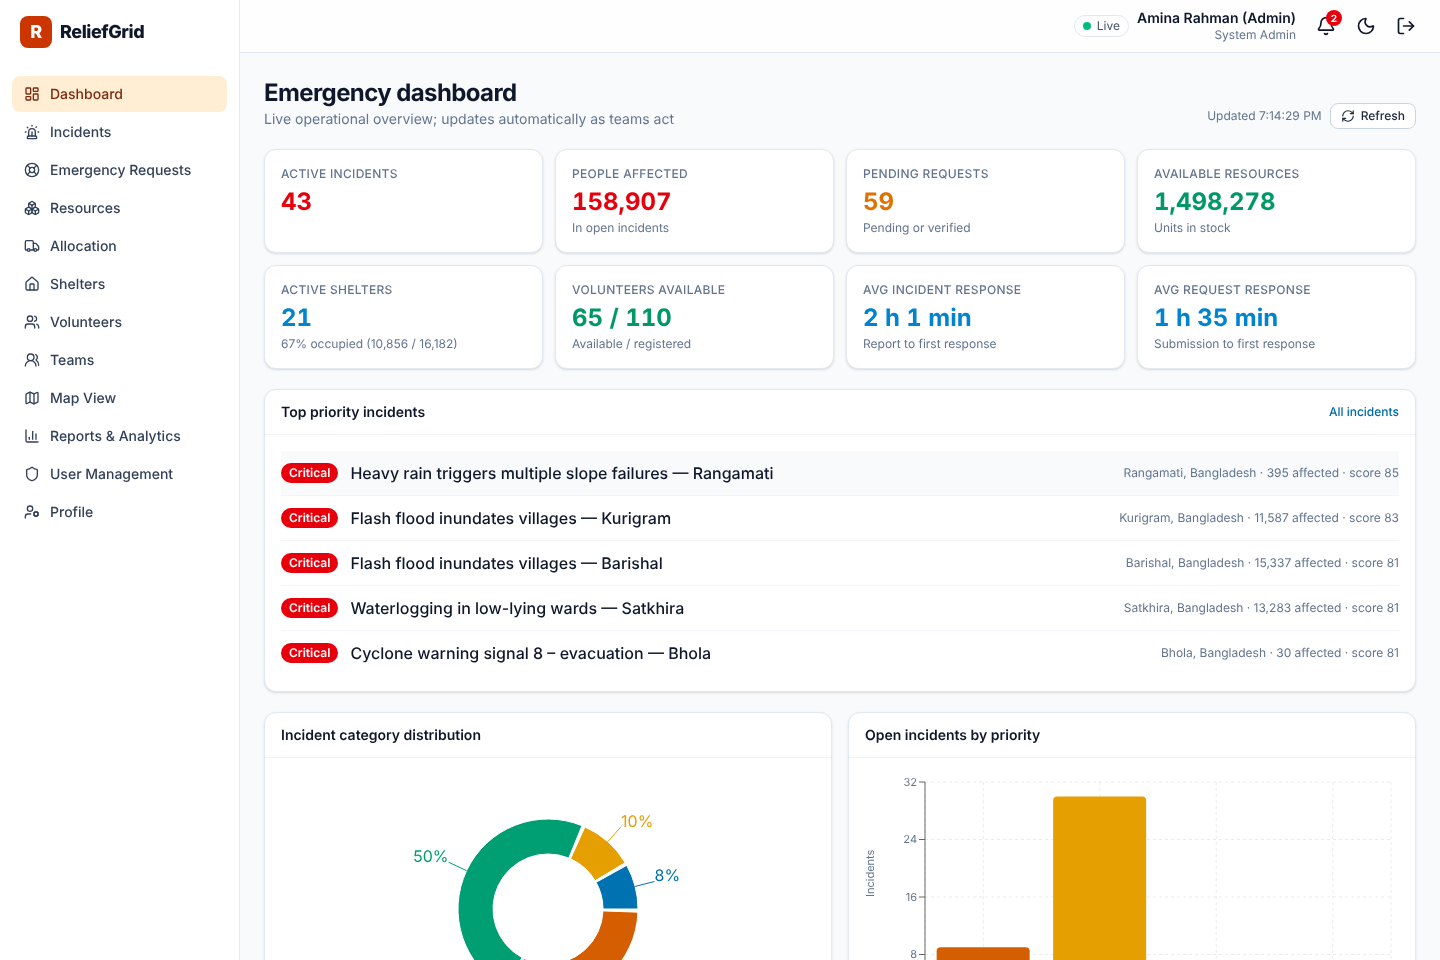 R ReliefGrid
Live
Amina Rahman (Admin)
System Admin
2
Dashboard
Incidents
Emergency Requests
Resources
Allocation
Shelters
Volunteers
Teams
Map View
Reports & Analytics
User Management
Profile
Emergency dashboard
Live operational overview; updates automatically as teams act
Updated 7:14:29 PM
Refresh
ACTIVE INCIDENTS
43
PEOPLE AFFECTED
158,907
In open incidents
PENDING REQUESTS
59
Pending or verified
AVAILABLE RESOURCES
1,498,278
Units in stock
ACTIVE SHELTERS
21
67% occupied (10,856 / 16,182)
VOLUNTEERS AVAILABLE
65 / 110
Available / registered
AVG INCIDENT RESPONSE
2 h 1 min
Report to first response
AVG REQUEST RESPONSE
1 h 35 min
Submission to first response
Top priority incidents
All incidents
Critical Heavy rain triggers multiple slope failures — Rangamati Rangamati, Bangladesh · 395 affected · score 85
Critical Flash flood inundates villages — Kurigram Kurigram, Bangladesh · 11,587 affected · score 83
Critical Flash flood inundates villages — Barishal Barishal, Bangladesh · 15,337 affected · score 81
Critical Waterlogging in low-lying wards — Satkhira Satkhira, Bangladesh · 13,283 affected · score 81
Critical Cyclone warning signal 8 – evacuation — Bhola Bhola, Bangladesh · 30 affected · score 81
Incident category distribution
50%
10%
8%
Open incidents by priority
Incidents
32
24
16
8